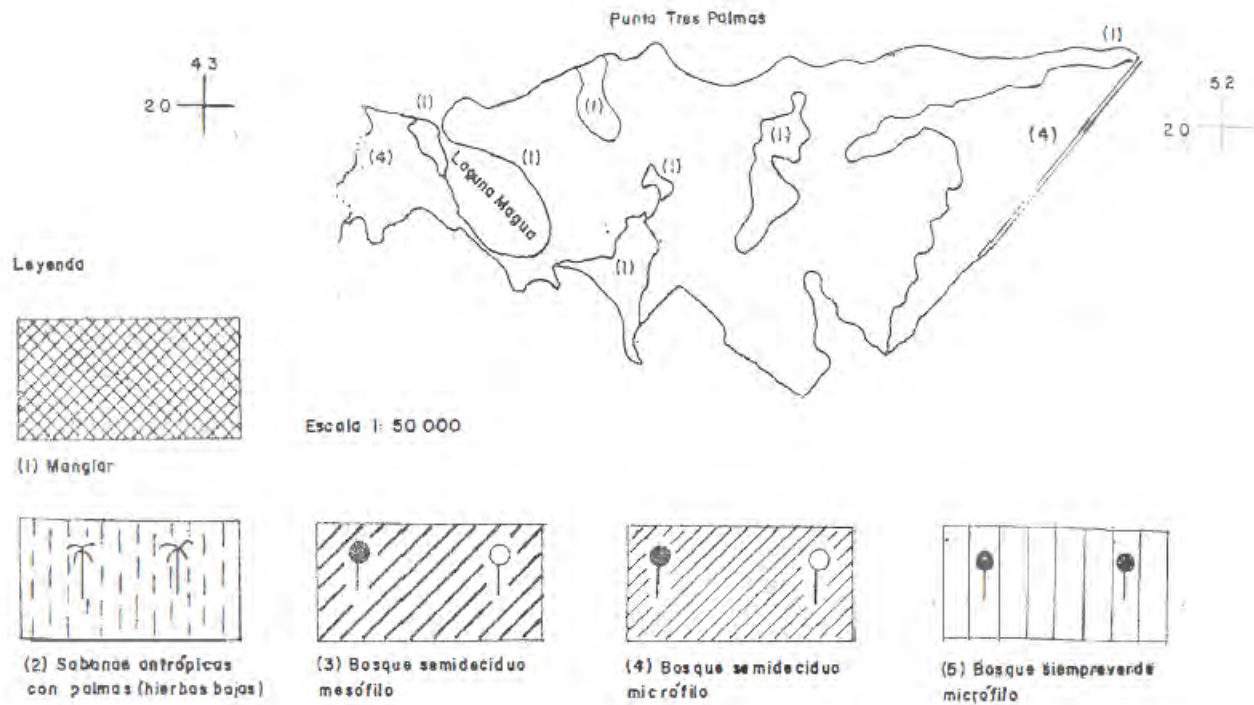 Punta Tres Palmas
43
20
(1)
(1)
(4)
(1)
(1)
(1)
(1)
(1)
(4)
52
20
Laguna Magua
Leyenda
Escala 1: 50 000
(1) Manglar
(2) Sabanas antrópicas
con palmas (hierbas bajas)
(3) Bosque semideciduo
mesófilo
(4) Bosque semideciduo
micrófilo
(5) Bosque siempreverde
micrófilo